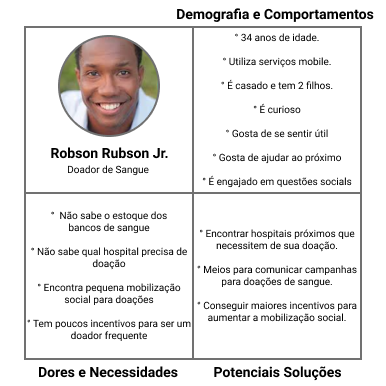 Demografia e Comportamentos
Robson Rubson Jr.
Doador de Sangue
° 34 anos de idade.
° Utiliza serviços mobile.
° É casado e tem 2 filhos.
° É curioso
° Gosta de se sentir útil
° Gosta de ajudar ao próximo
° É engajado em questões socials
° Não sabe o estoque dos
bancos de sangue
° Não sabe qual hospital precisa de
doação
° Encontra pequena mobilização
social para doações
° Tem poucos incentivos para ser um
doador frequente
° Encontrar hospitais próximos que
necessitem de sua doação.
° Meios para comunicar campanhas
para doações de sangue.
° Conseguir maiores incentivos para
aumentar a mobilização social.
Dores e Necessidades
Potenciais Soluções